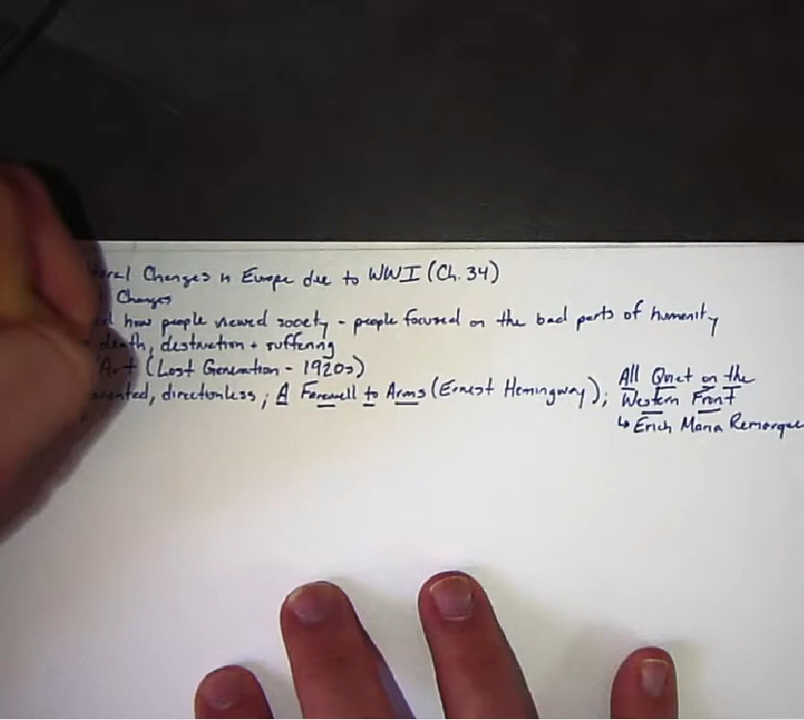 Changes in Europe due to WWI (Ch. 34)
Changes
how people viewed society - people focused on the bad parts of humanity
death, destruction + suffering
Art (Lost Generation - 1920s)
directionless; A Farewell to Arms (Ernest Hemingway); All Quiet on the
Western Front
↳ Erich Maria Remarque